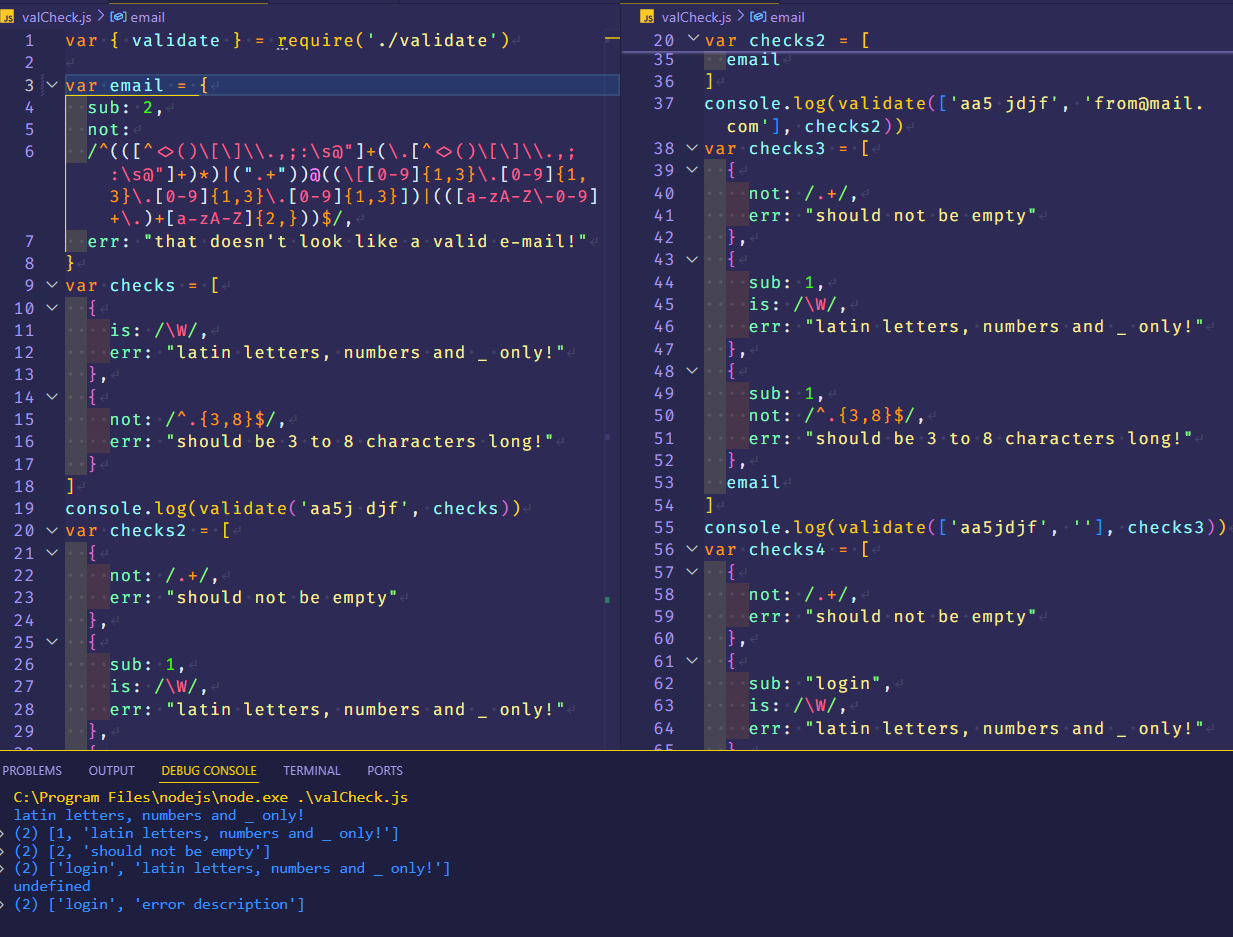 JS valCheck.js > email
1 var { validate } = require('./validate')
2
3 var email = {
4 sub: 2,
5 not:
6 /^(([^<>()\[\]\\.,;:\s@"]+(\.[^<>()\[\]\\.,;
:\s@"]+)*)|(".+"))@((\[[0-9]{1,3}\.[0-9]{1,
3}\.[0-9]{1,3}\.[0-9]{1,3}])|(([a-zA-Z\-0-9]
+\.)+[a-zA-Z]{2,}))$/,
7 err: "that doesn't look like a valid e-mail!"
8 }
9 var checks = [
10 {
11 is: /\W/,
12 err: "latin letters, numbers and _ only!"
13 },
14 {
15 not: /^.{3,8}$/,
16 err: "should be 3 to 8 characters long!"
17 }
18 ]
19 console.log(validate('aa5j djf', checks))
20 var checks2 = [
21 {
22 not: /.+/,
23 err: "should not be empty"
24 },
25 {
26 sub: 1,
27 is: /\W/,
28 err: "latin letters, numbers and _ only!"
29 },
JS valCheck.js > email
20 var checks2 = [
35 email
36 ]
37 console.log(validate(['aa5 jdjf', 'from@mail.
com'], checks2))
38 var checks3 = [
39 {
40 not: /.+/,
41 err: "should not be empty"
42 },
43 {
44 sub: 1,
45 is: /\W/,
46 err: "latin letters, numbers and _ only!"
47 },
48 {
49 sub: 1,
50 not: /^.{3,8}$/,
51 err: "should be 3 to 8 characters long!"
52 },
53 email
54 ]
55 console.log(validate(['aa5jdjf', ''], checks3))
56 var checks4 = [
57 {
58 not: /.+/,
59 err: "should not be empty"
60 },
61 {
62 sub: "login",
63 is: /\W/,
64 err: "latin letters, numbers and _ only!"
PROBLEMS OUTPUT DEBUG CONSOLE TERMINAL PORTS
C:\Program Files\nodejs\node.exe .\valCheck.js
latin letters, numbers and _ only!
> (2) [1, 'latin letters, numbers and _ only!']
> (2) [2, 'should not be empty']
> (2) ['login', 'latin letters, numbers and _ only!']
undefined
> (2) ['login', 'error description']